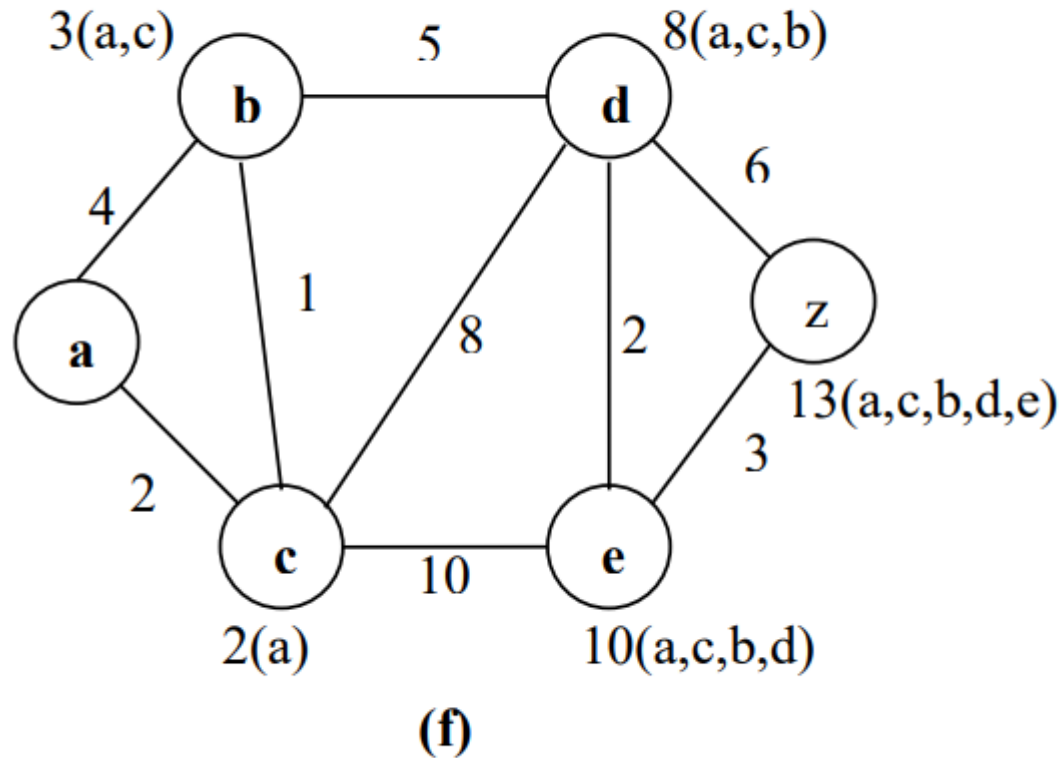 3(a,c) 5 8(a,c,b)
b d
6
4
1 z
a 8 2
13(a,c,b,d,e)
2 3
c e
10
2(a) 10(a,c,b,d)
(f)